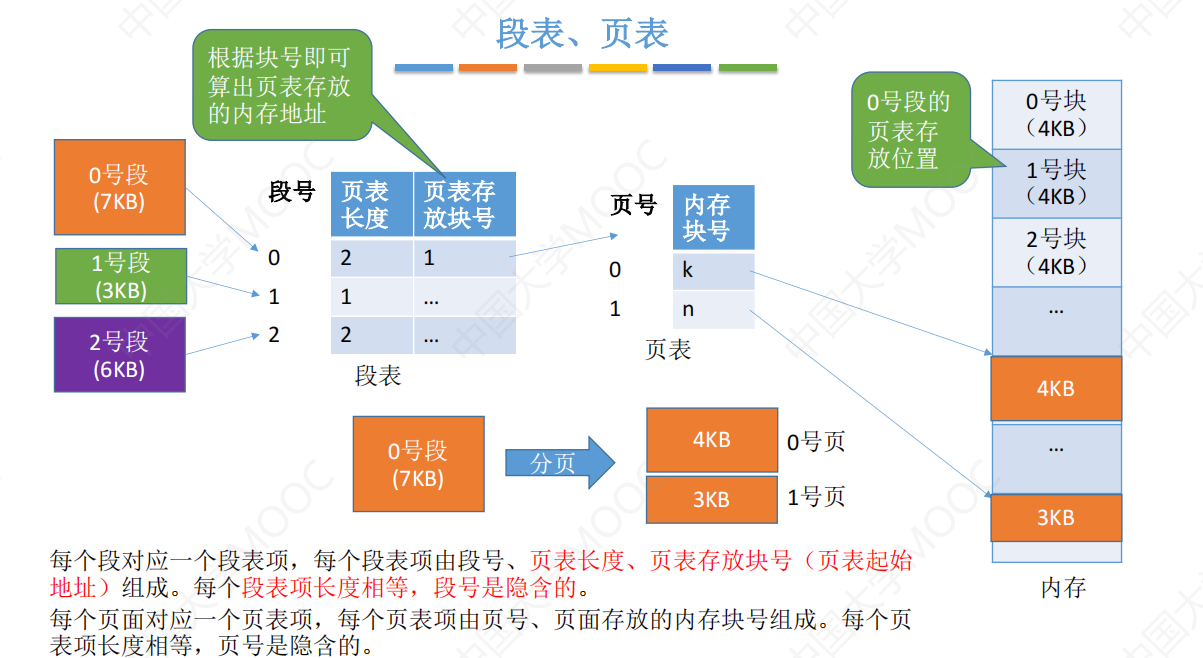 段表、页表
根据块号即可
算出页表存放
的内存地址
0号段
(7KB)
1号段
(3KB)
2号段
(6KB)
段号
页表
长度
页表存
放块号
0
2
1
1
1
...
2
2
...
段表
页号
内存
块号
0
k
1
n
页表
0号段的
页表存
放位置
0号块
（4KB）
1号块
（4KB）
2号块
（4KB）
...
4KB
...
3KB
内存
0号段
(7KB)
分页
4KB
0号页
3KB
1号页
每个段对应一个段表项，每个段表项由段号、页表长度、页表存放块号（页表起始
地址）组成。每个段表项长度相等，段号是隐含的。
每个页面对应一个页表项，每个页表项由页号、页面存放的内存块号组成。每个页
表项长度相等，页号是隐含的。
中国大学MOOC